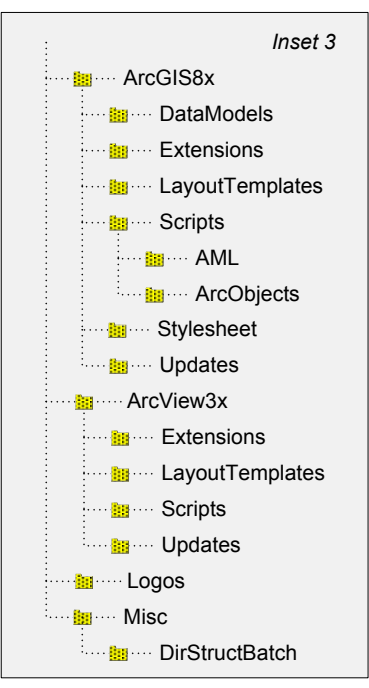 Inset 3
ArcGIS8x
DataModels
Extensions
LayoutTemplates
Scripts
AML
ArcObjects
Stylesheet
Updates
ArcView3x
Extensions
LayoutTemplates
Scripts
Updates
Logos
Misc
DirStructBatch